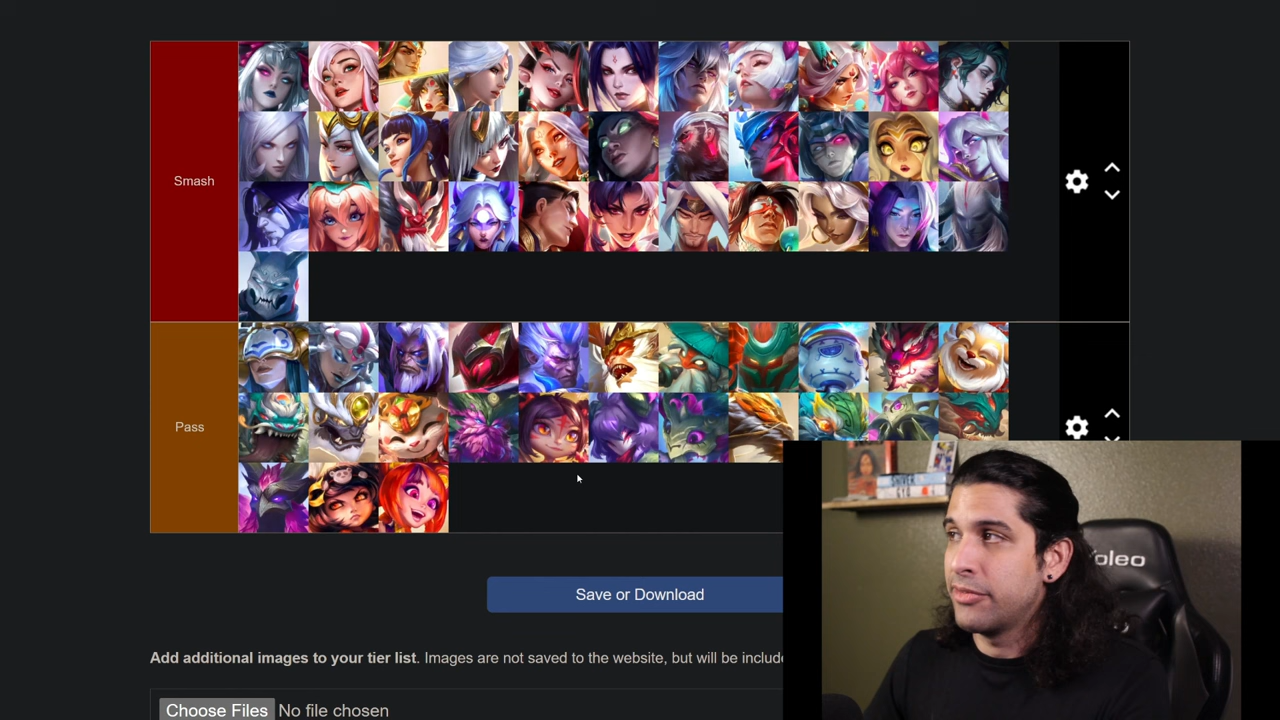 Smash
Pass
Save or Download
Add additional images to your tier list. Images are not saved to the website, but will be
Choose Files No file chosen